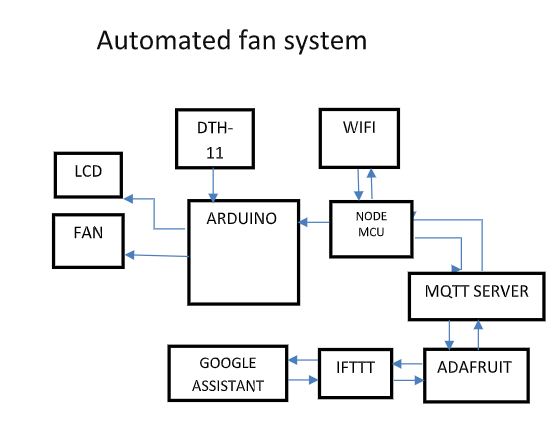 Automated fan system
DTH-
11
WIFI
LCD
FAN
ARDUINO
NODE
MCU
MQTT SERVER
GOOGLE
ASSISTANT
IFTTT
ADAFRUIT